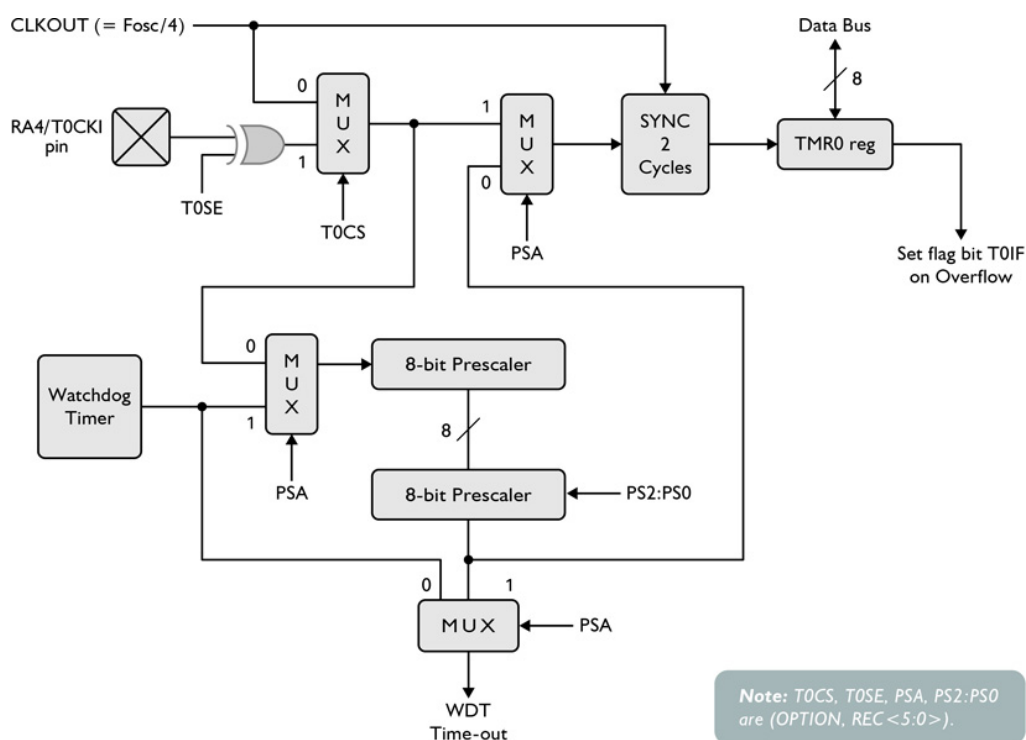 CLKOUT (= Fosc/4)
Data Bus
8
0
MUX
1
RA4/T0CKI
pin
T0SE
T0CS
1
MUX
0
PSA
SYNC
2
Cycles
TMR0 reg
Set flag bit T0IF
on Overflow
Watchdog
Timer
0
MUX
1
PSA
8-bit Prescaler
8
8-bit Prescaler
PS2:PS0
0
1
MUX
PSA
WDT
Time-out
Note: T0CS, T0SE, PSA, PS2:PS0
are (OPTION, REC<5:0>).